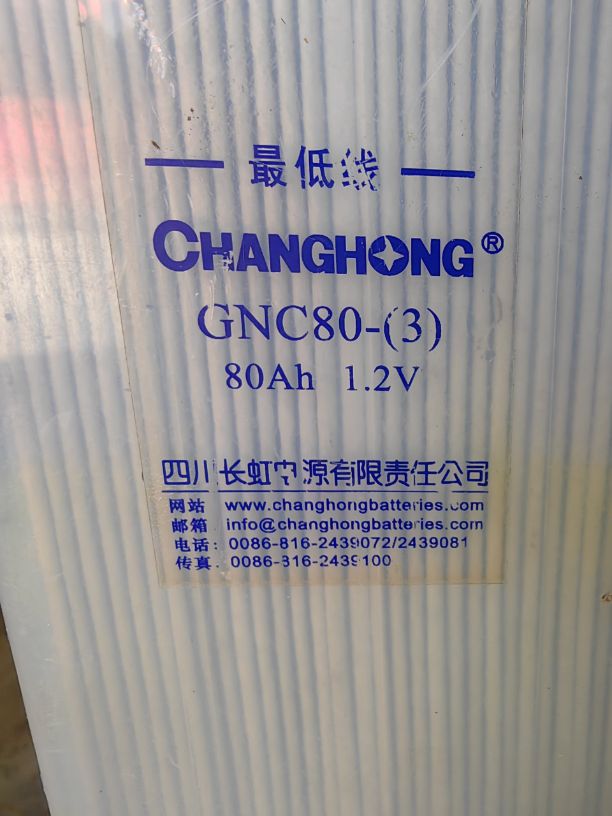 最低线
CHANGHONG®
GNC80-(3)
80H 1.2V
四川长虹电源有限责任公司
网站 www.changhongbatteries.com
邮箱 info@changhongbatteries.com
电话: 0086-816-2439072/2439081
传真. 0086-816-2439100